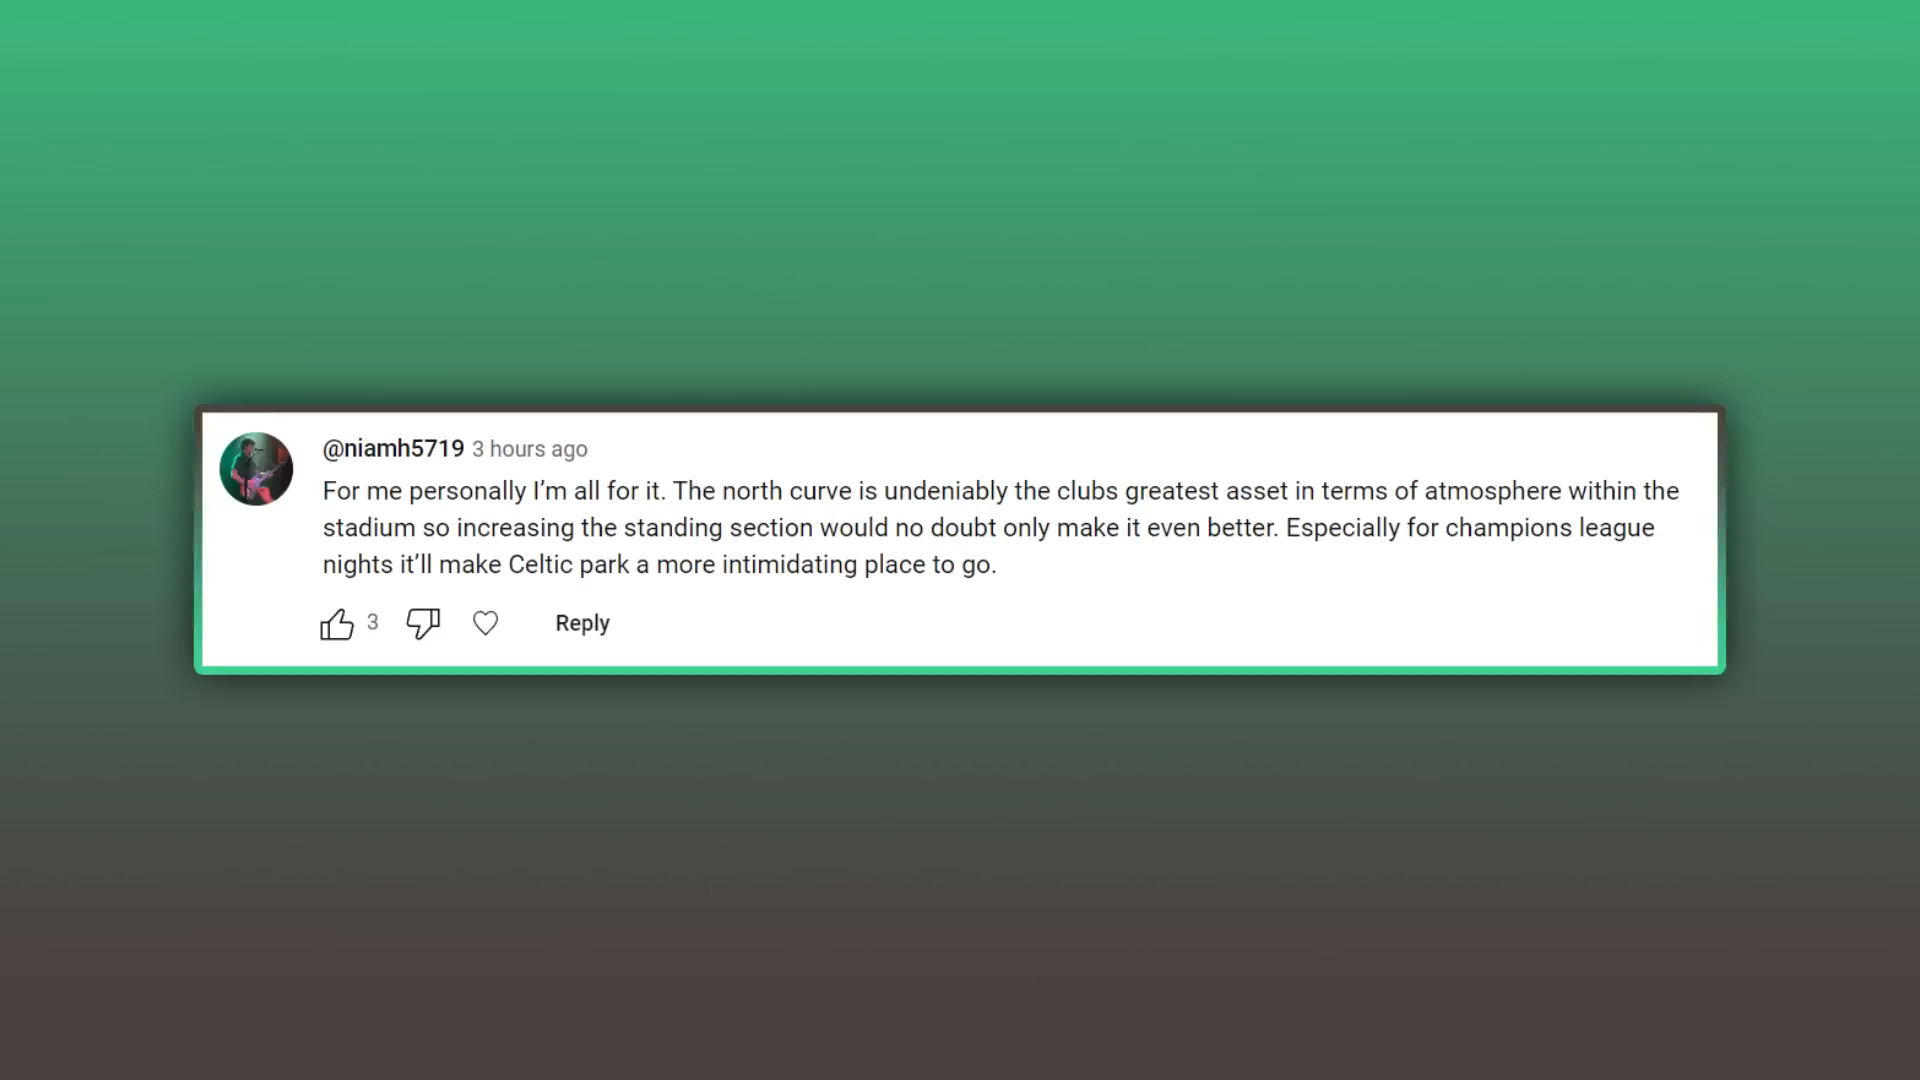 @niamh5719 3 hours ago
For me personally I’m all for it. The north curve is undeniably the clubs greatest asset in terms of atmosphere within the
stadium so increasing the standing section would no doubt only make it even better. Especially for champions league
nights it’ll make Celtic park a more intimidating place to go.
3 Reply